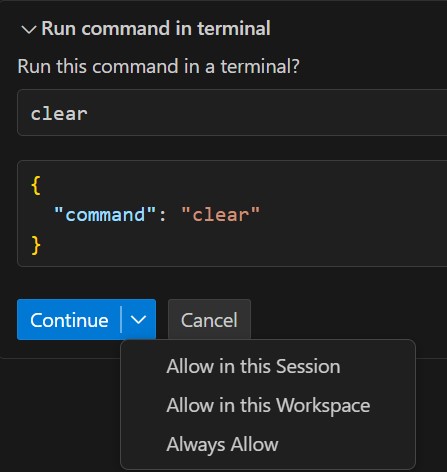 Run command in terminal
Run this command in a terminal?
clear
{
  "command": "clear"
}
Continue
Cancel
Allow in this Session
Allow in this Workspace
Always Allow